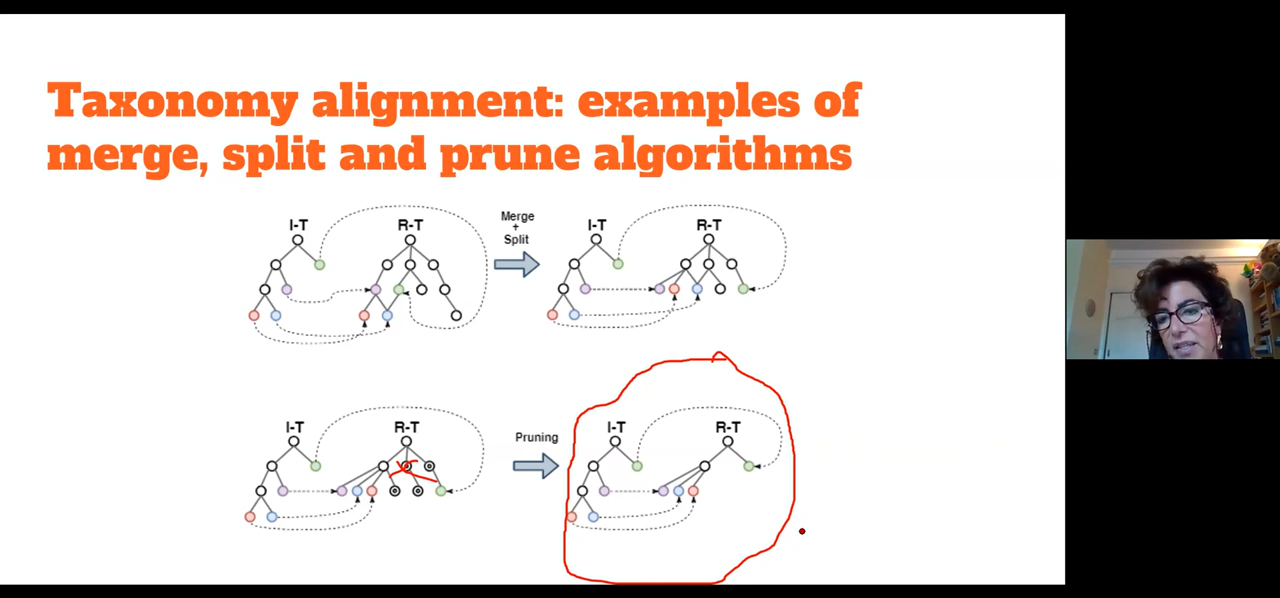 Taxonomy alignment: examples of
merge, split and prune algorithms
I-T
R-T
Merge
+
Split
I-T
R-T
I-T
R-T
Pruning
I-T
R-T